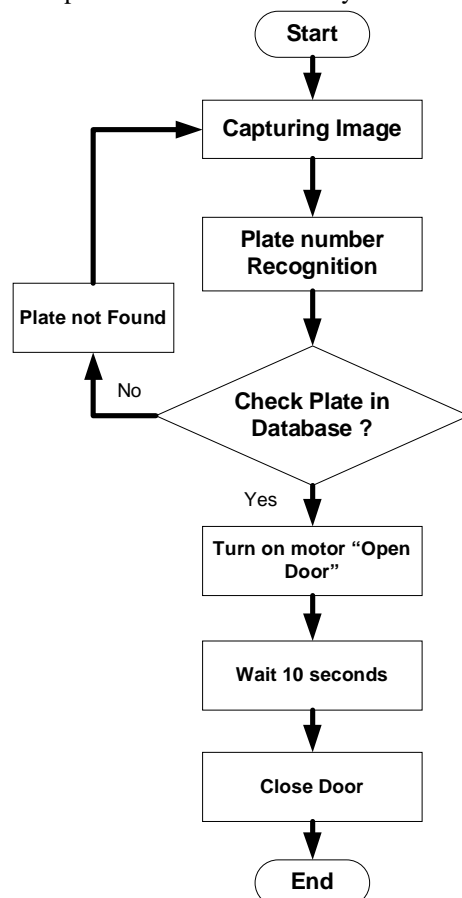 Start
Capturing Image
Plate number
Recognition
Plate not Found
No
Check Plate in
Database ?
Yes
Turn on motor “Open
Door”
Wait 10 seconds
Close Door
End